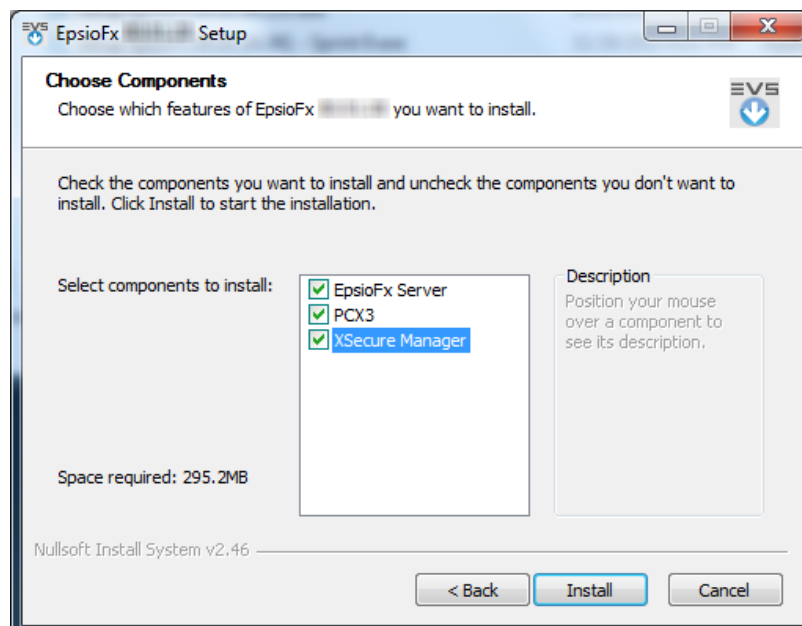 EVS
EpsioFx Setup
Choose Components
Choose which features of EpsioFx you want to install.
EVS
Check the components you want to install and uncheck the components you don't want to
install. Click Install to start the installation.
Select components to install:
EpsioFx Server
PCX3
XSecure Manager
Description
Position your mouse
over a component to
see its description.
Space required: 295.2MB
Nullsoft Install System v2.46
< Back
Install
Cancel